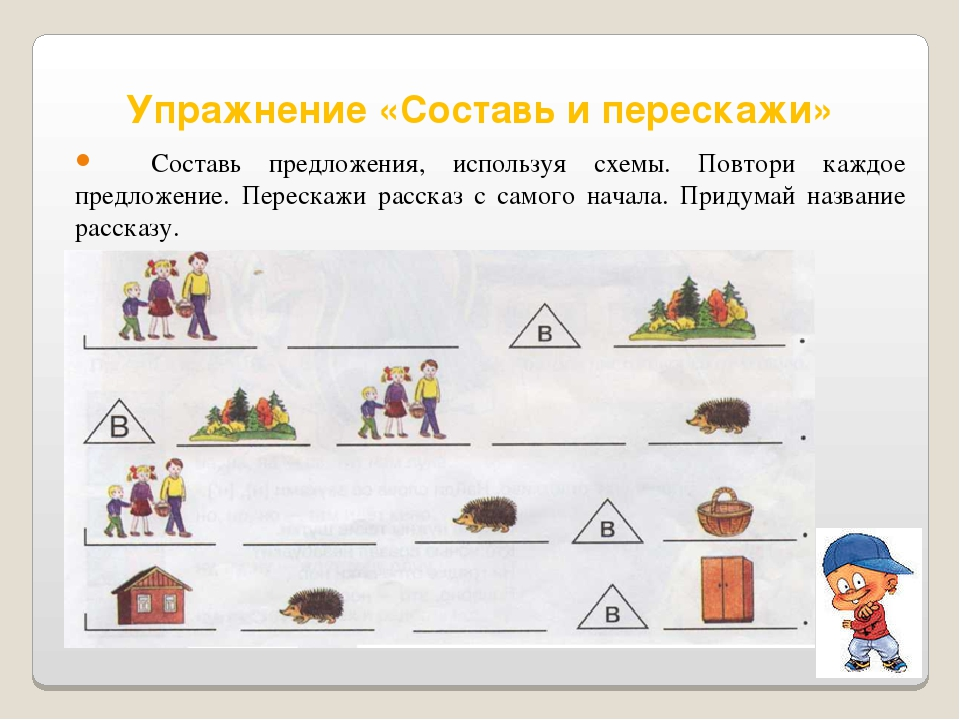 Упражнение «Составь и перескажи»
Составь предложения, используя схемы. Повтори каждое
предложение. Перескажи рассказ с самого начала. Придумай название
рассказу.
в .
В .
в .
в .